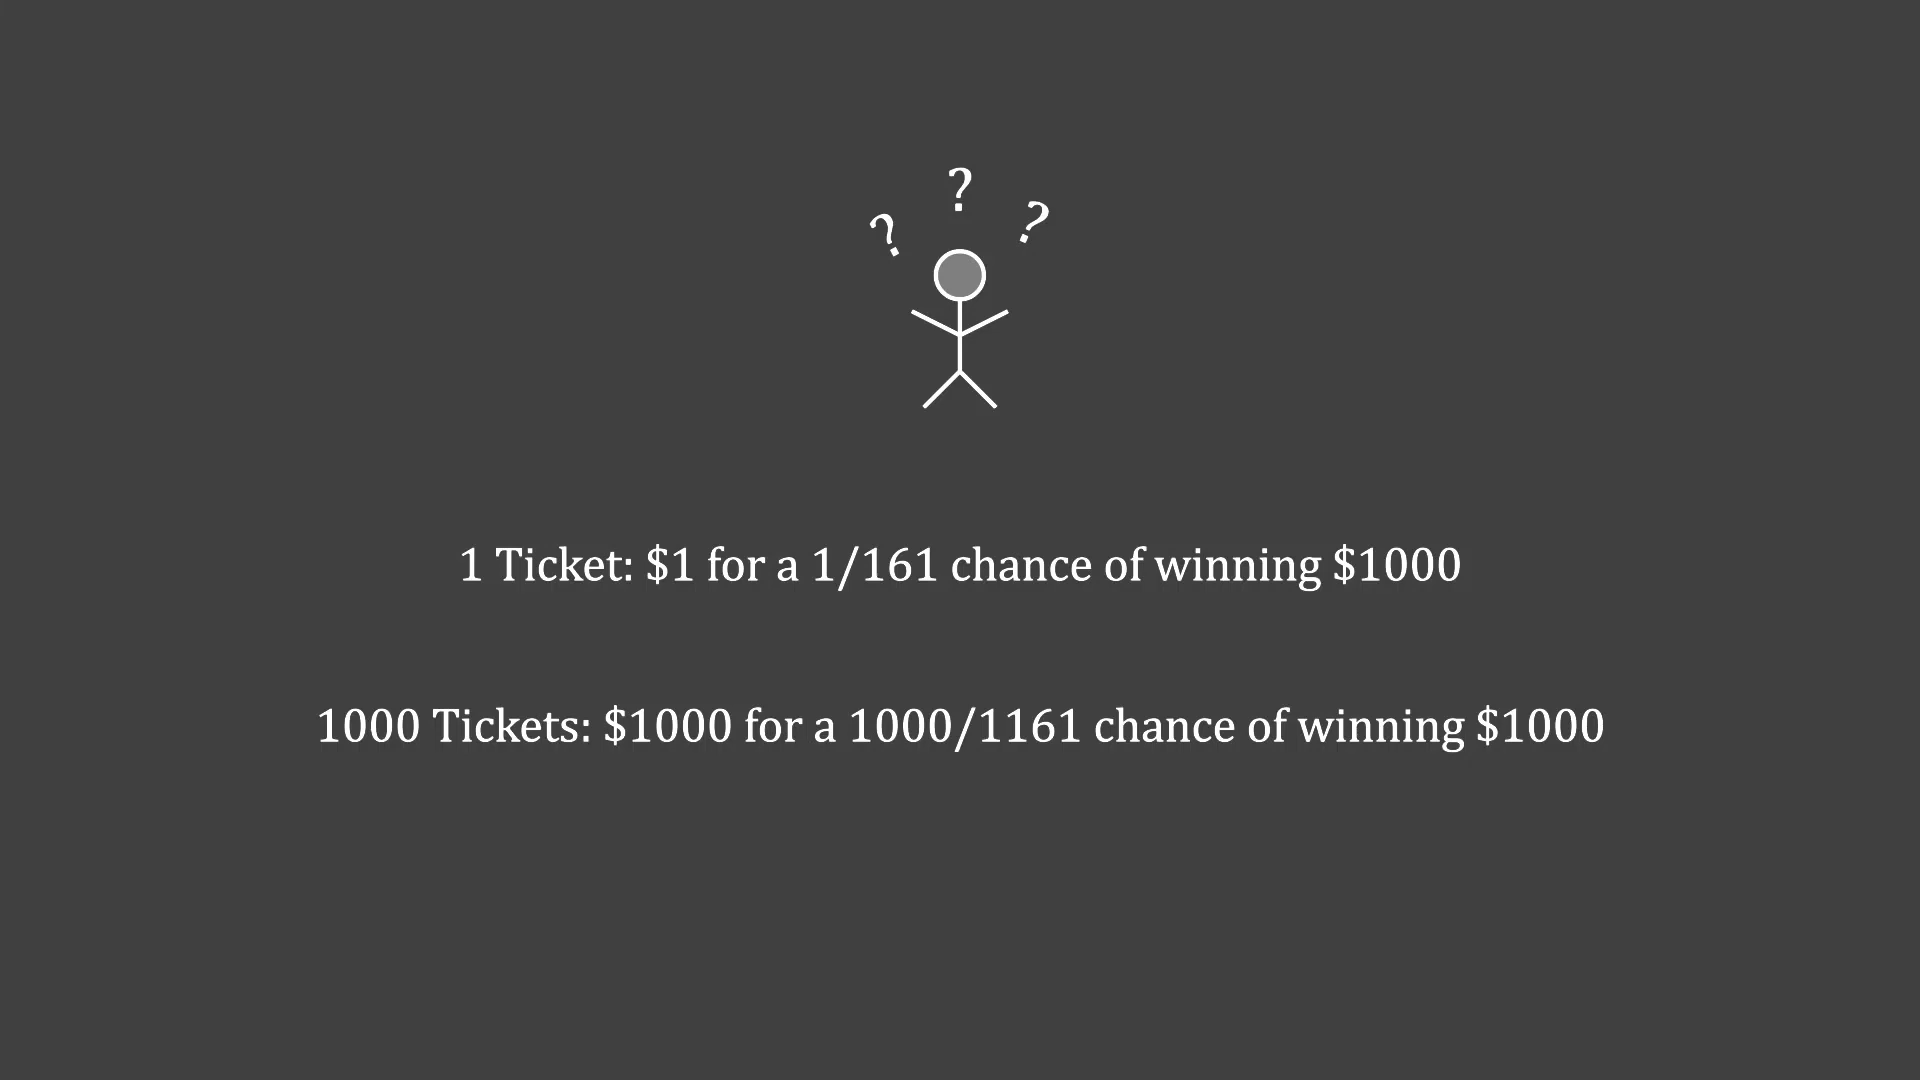 ? ? ?
1 Ticket: $1 for a 1/161 chance of winning $1000
1000 Tickets: $1000 for a 1000/1161 chance of winning $1000